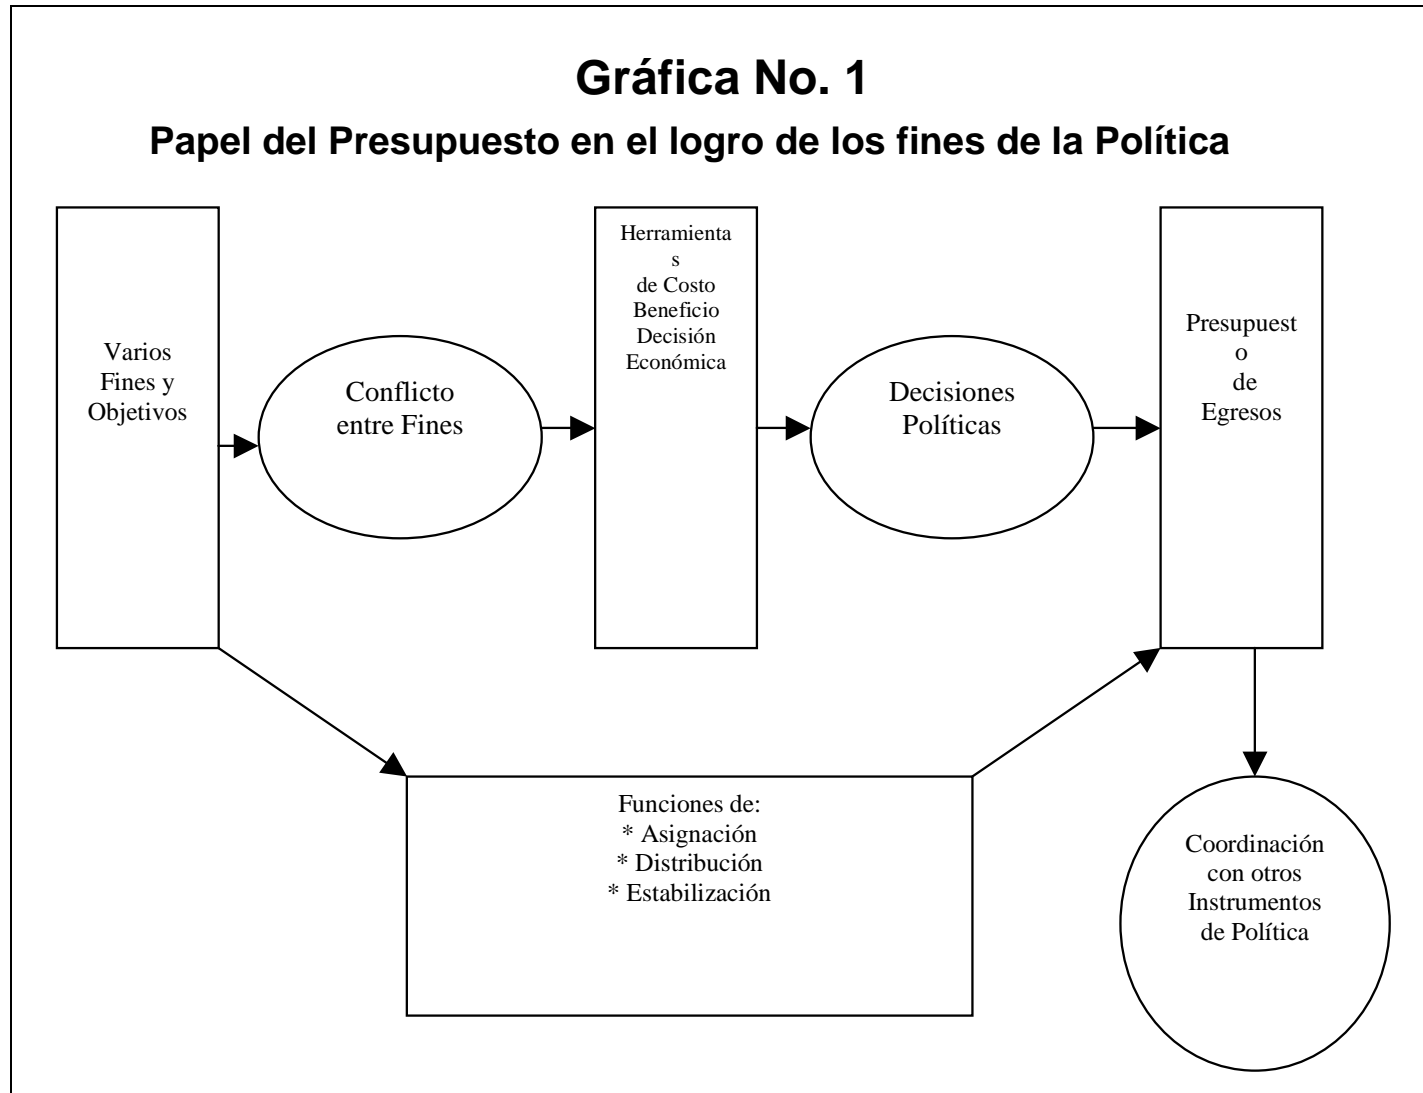 Gráfica No. 1
Papel del Presupuesto en el logro de los fines de la Política
Varios
Fines y
Objetivos
Conflicto
entre Fines
Herramienta
s
de Costo
Beneficio
Decisión
Económica
Decisiones
Políticas
Presupuest
o
de
Egresos
Funciones de:
* Asignación
* Distribución
* Estabilización
Coordinación
con otros
Instrumentos
de Política